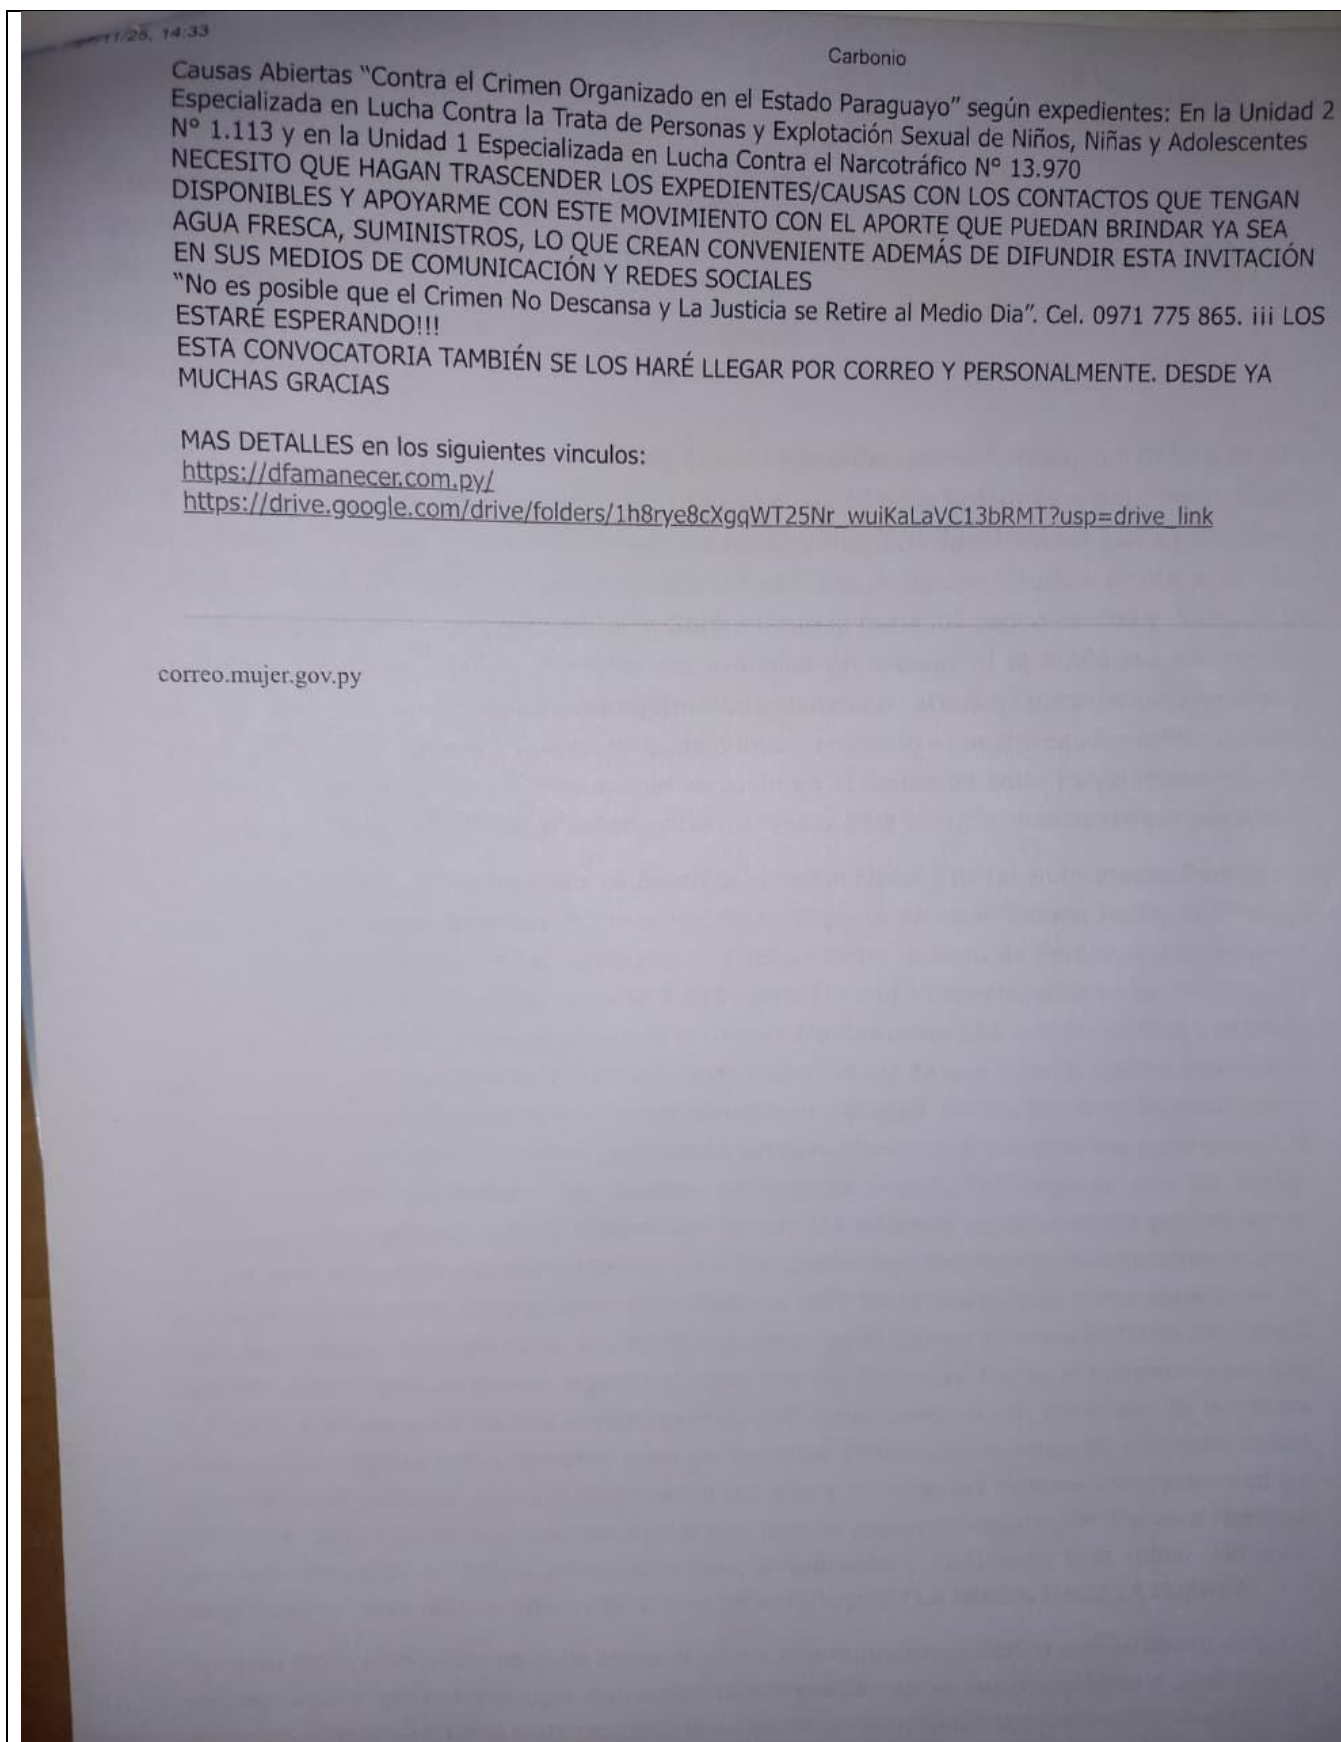 11/25, 14:33
Carbonio
Causas Abiertas “Contra el Crimen Organizado en el Estado Paraguayo” según expedientes: En la Unidad 2
Especializada en Lucha Contra la Trata de Personas y Explotación Sexual de Niños, Niñas y Adolescentes
Nº 1.113 y en la Unidad 1 Especializada en Lucha Contra el Narcotráfico Nº 13.970
NECESITO QUE HAGAN TRASCENDER LOS EXPEDIENTES/CAUSAS CON LOS CONTACTOS QUE TENGAN
DISPONIBLES Y APOYARME CON ESTE MOVIMIENTO CON EL APORTE QUE PUEDAN BRINDAR YA SEA
AGUA FRESCA, SUMINISTROS, LO QUE CREAN CONVENIENTE ADEMÁS DE DIFUNDIR ESTA INVITACIÓN
EN SUS MEDIOS DE COMUNICACIÓN Y REDES SOCIALES
“No es posible que el Crimen No Descansa y La Justicia se Retire al Medio Dia”. Cel. 0971 775 865. ¡¡¡ LOS
ESTARÉ ESPERANDO!!!
ESTA CONVOCATORIA TAMBIÉN SE LOS HARÉ LLEGAR POR CORREO Y PERSONALMENTE. DESDE YA
MUCHAS GRACIAS
MAS DETALLES en los siguientes vinculos:
https://dfamanecer.com.py/
https://drive.google.com/drive/folders/1h8rye8cXgqWT25Nr_wuiKaLaVC13bRMT?usp=drive_link
correo.mujer.gov.py